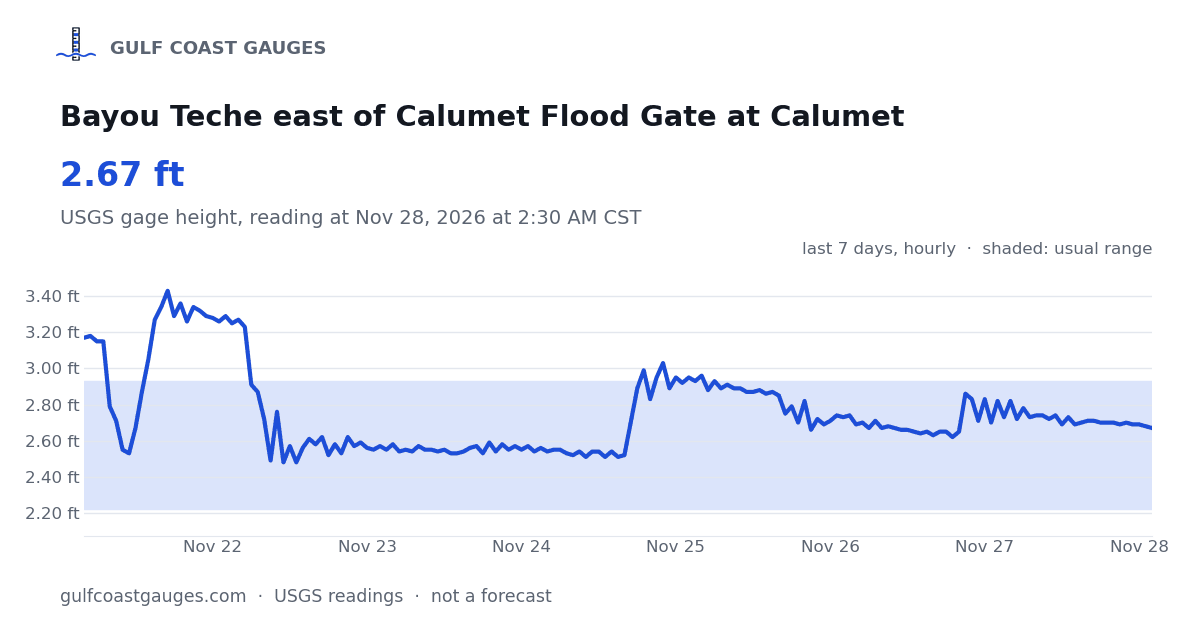 GULF COAST GAUGES
Bayou Teche east of Calumet Flood Gate at Calumet
2.67 ft
USGS gage height, reading at Nov 28, 2026 at 2:30 AM CST
last 7 days, hourly · shaded: usual range
3.40 ft
3.20 ft
3.00 ft
2.80 ft
2.60 ft
2.40 ft
2.20 ft
Nov 22 Nov 23 Nov 24 Nov 25 Nov 26 Nov 27 Nov 28
gulfcoastgauges.com · USGS readings · not a forecast